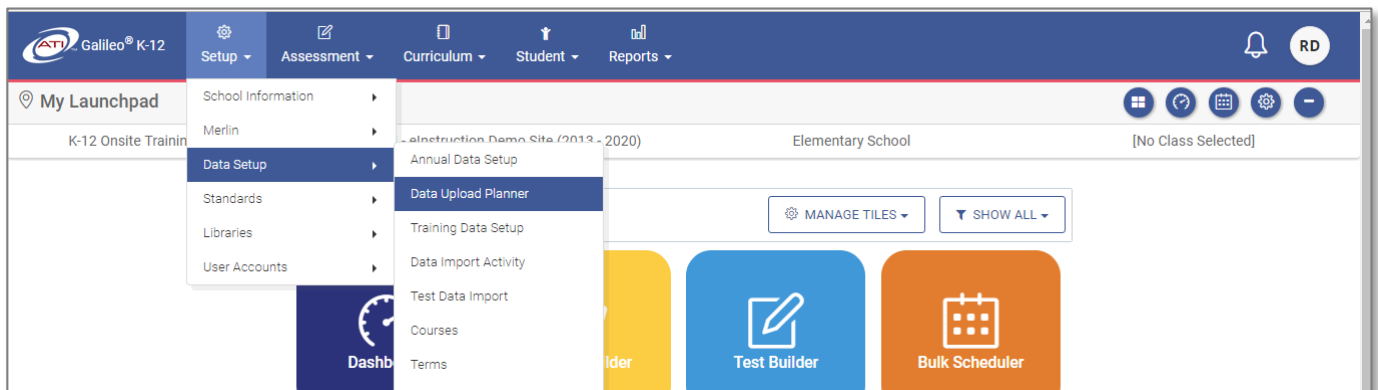 ATI Galileo® K-12
Setup
Assessment
Curriculum
Student
Reports
RD
My Launchpad
School Information
Merlin
Data Setup
Standards
Libraries
User Accounts
K-12 Onsite
- eInstruction Demo Site (2013 - 2020)
Elementary School
[No Class Selected]
Annual Data Setup
Data Upload Planner
Training Data Setup
Data Import Activity
Test Data Import
Courses
Terms
MANAGE TILES
SHOW ALL
Test Builder
Bulk Scheduler